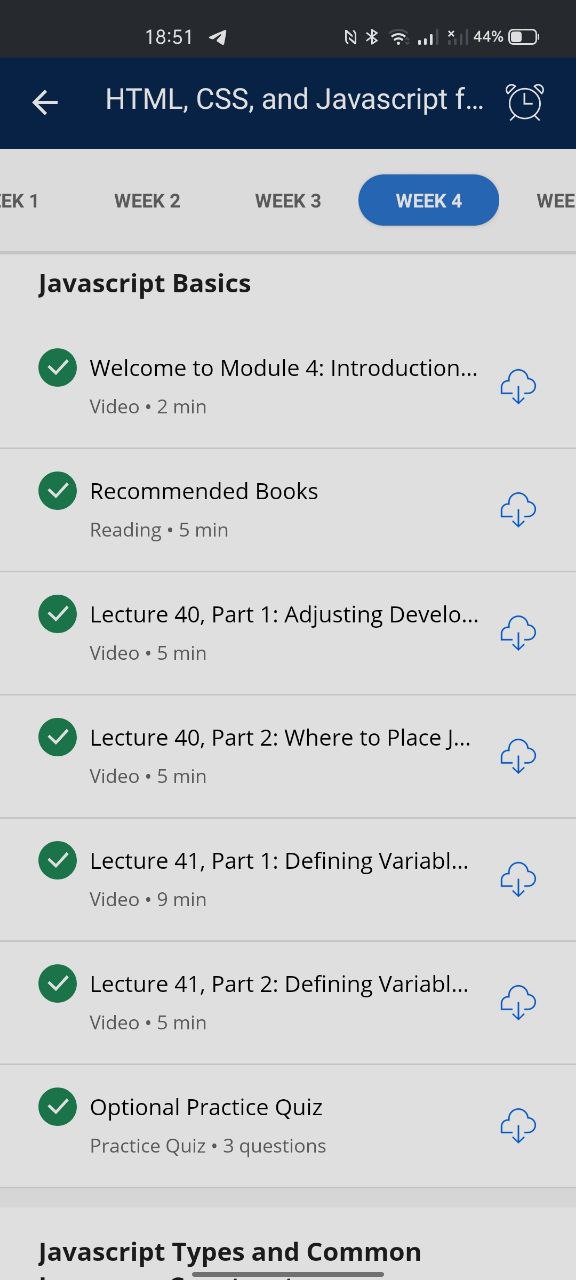 18:51
44%
HTML, CSS, and Javascript f...
EK 1 WEEK 2 WEEK 3 WEEK 4 WEE
Javascript Basics
Welcome to Module 4: Introduction...
Video • 2 min
Recommended Books
Reading • 5 min
Lecture 40, Part 1: Adjusting Develo...
Video • 5 min
Lecture 40, Part 2: Where to Place J...
Video • 5 min
Lecture 41, Part 1: Defining Variabl...
Video • 9 min
Lecture 41, Part 2: Defining Variabl...
Video • 5 min
Optional Practice Quiz
Practice Quiz • 3 questions
Javascript Types and Common